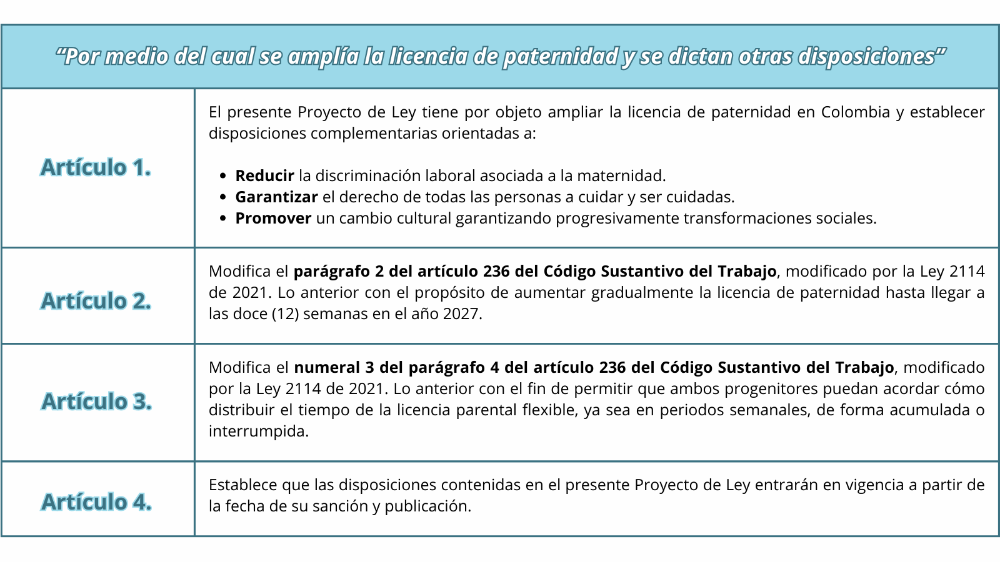 “Por medio del cual se amplía la licencia de paternidad y se dictan otras disposiciones”
Artículo 1.
El presente Proyecto de Ley tiene por objeto ampliar la licencia de paternidad en Colombia y establecer
disposiciones complementarias orientadas a:
• Reducir la discriminación laboral asociada a la maternidad.
• Garantizar el derecho de todas las personas a cuidar y ser cuidadas.
• Promover un cambio cultural garantizando progresivamente transformaciones sociales.
Artículo 2.
Modifica el parágrafo 2 del artículo 236 del Código Sustantivo del Trabajo, modificado por la Ley 2114
de 2021. Lo anterior con el propósito de aumentar gradualmente la licencia de paternidad hasta llegar a
las doce (12) semanas en el año 2027.
Artículo 3.
Modifica el numeral 3 del parágrafo 4 del artículo 236 del Código Sustantivo del Trabajo, modificado
por la Ley 2114 de 2021. Lo anterior con el fin de permitir que ambos progenitores puedan acordar cómo
distribuir el tiempo de la licencia parental flexible, ya sea en periodos semanales, de forma acumulada o
interrumpida.
Artículo 4.
Establece que las disposiciones contenidas en el presente Proyecto de Ley entrarán en vigencia a partir de
la fecha de su sanción y publicación.